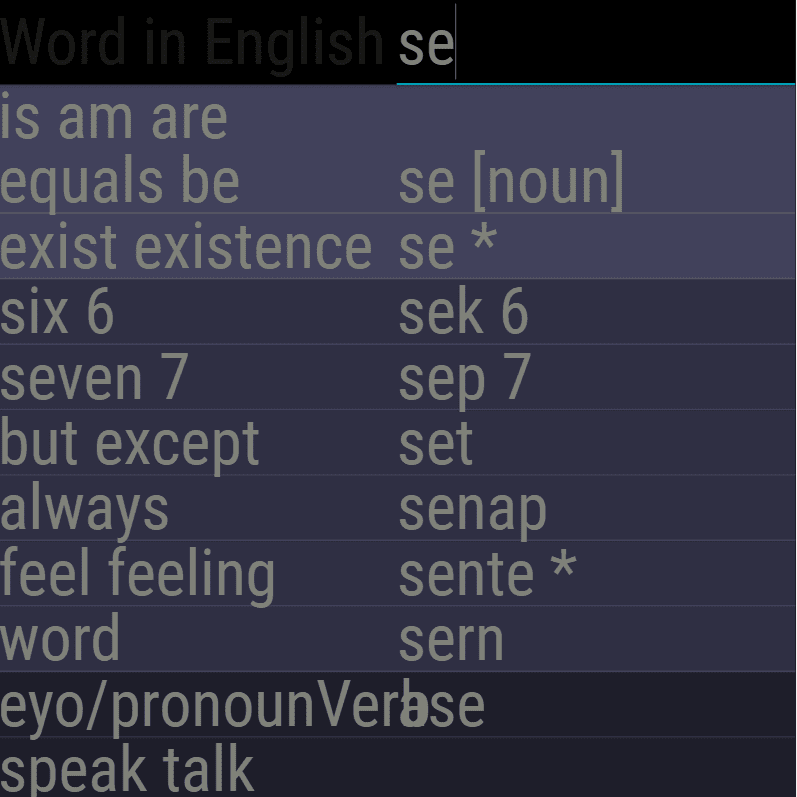 Word in English se
is am are
equals be se [noun]
exist existence se *
six 6 sek 6
seven 7 sep 7
but except set
always senap
feel feeling sente *
word sern
eyo/pronounVerb
speak talk